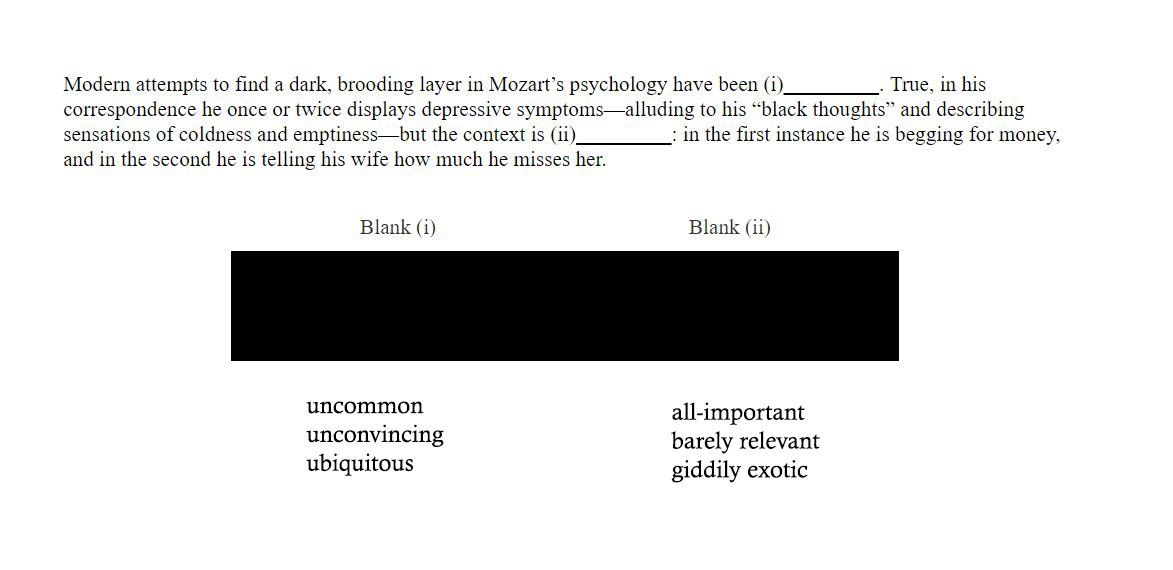 Modern attempts to find a dark, brooding layer in Mozart’s psychology have been (i)_________. True, in his
correspondence he once or twice displays depressive symptoms—alluding to his “black thoughts” and describing
sensations of coldness and emptiness—but the context is (ii)_________: in the first instance he is begging for money,
and in the second he is telling his wife how much he misses her.
Blank (i) Blank (ii)
uncommon all-important
unconvincing barely relevant
ubiquitous giddily exotic